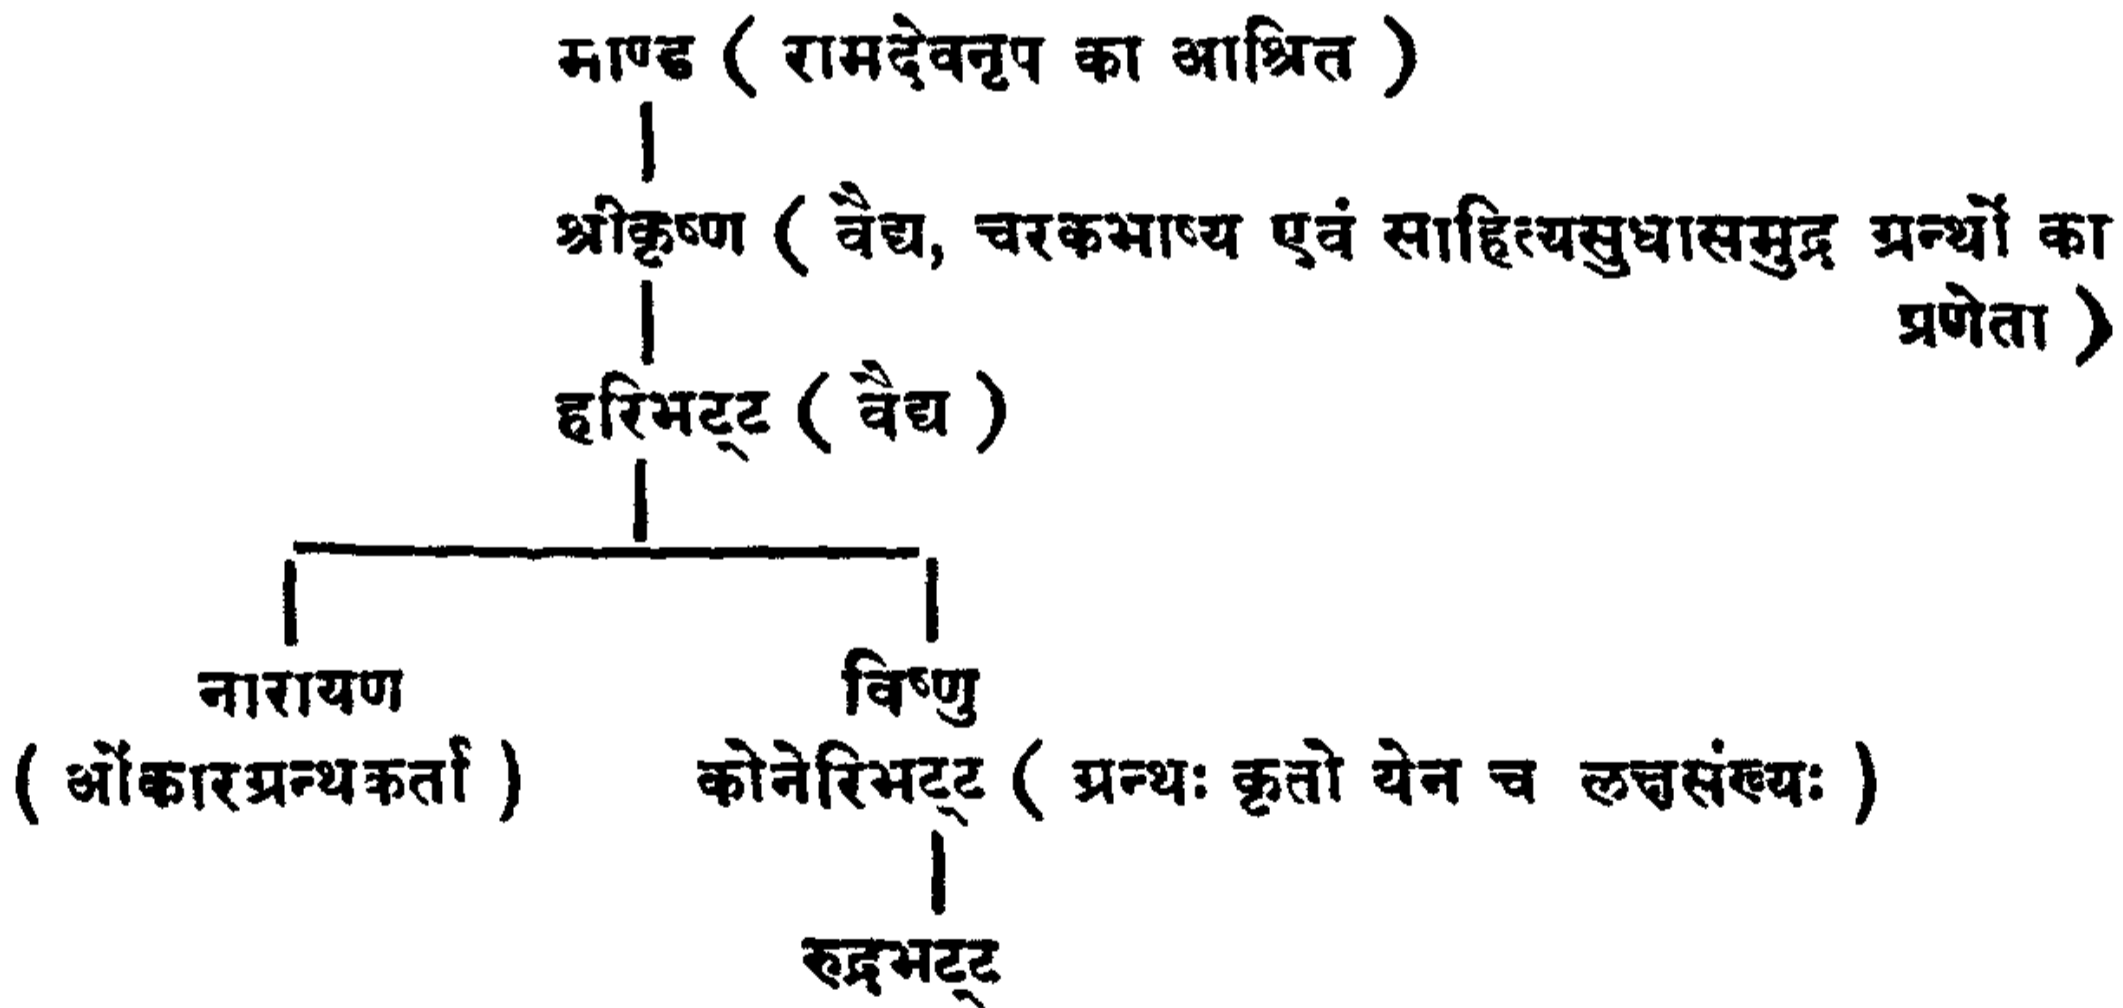 माण्ड ( रामदेवनृप का आश्रित )
श्रीकृष्ण ( वैद्य, चरकभाष्य एवं साहित्यसुधासमुद्र ग्रन्थों का
प्रणेता )
हरिभट्ट ( वैद्य )
नारायण विष्णु
( ओंकारग्रन्थकर्ता ) कोनेरिभट्ट ( ग्रन्थः कृतो येन च लक्षसंख्यः )
रुद्रभट्ट